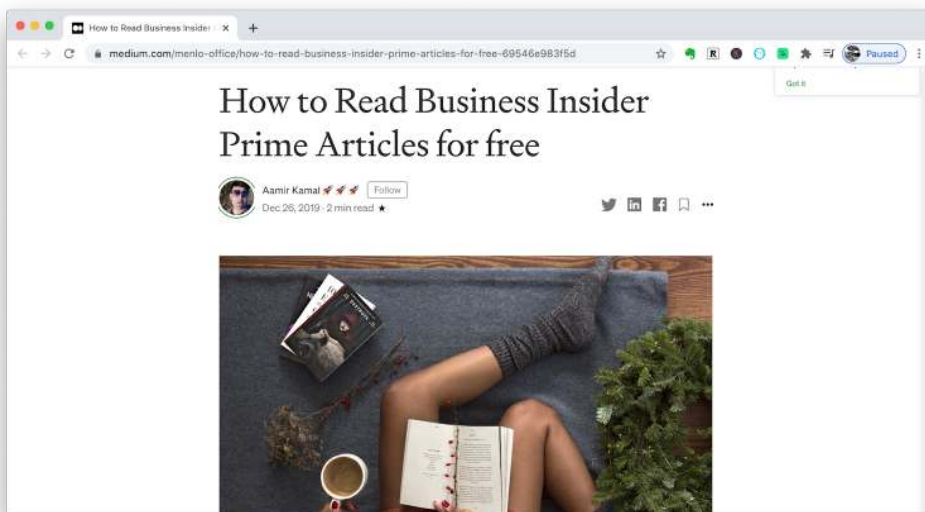 How to Read Business Insider
medium.com/menlo-office/how-to-read-business-insider-prime-articles-for-free-69546e983f5d
R
Paused
Got it
How to Read Business Insider
Prime Articles for free
Aamir Kamal 🚀 🚀 🚀 Follow
Dec 26, 2019 · 2 min read ★